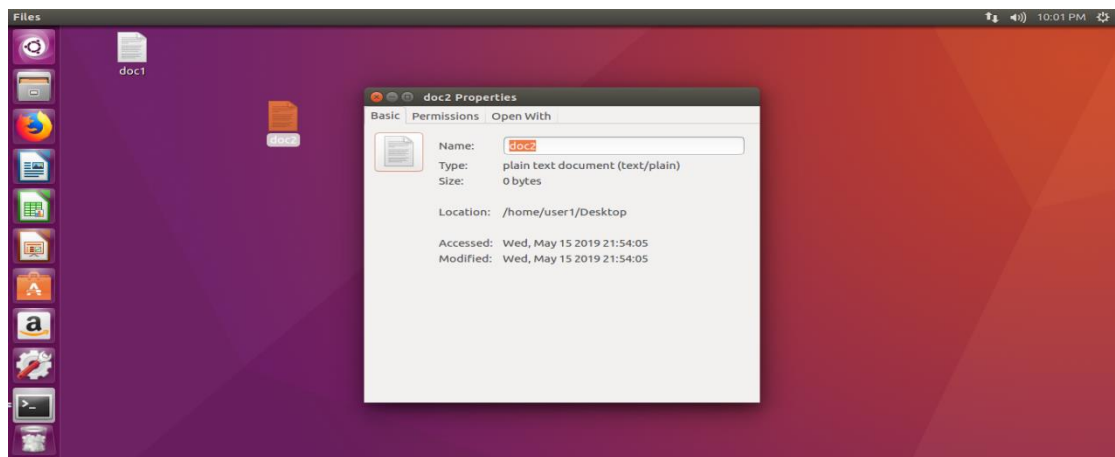 Files 10:01 PM
doc1
doc2
doc2 Properties
Basic Permissions Open With
Name: doc2
Type: plain text document (text/plain)
Size: 0 bytes
Location: /home/user1/Desktop
Accessed: Wed, May 15 2019 21:54:05
Modified: Wed, May 15 2019 21:54:05
a
>_